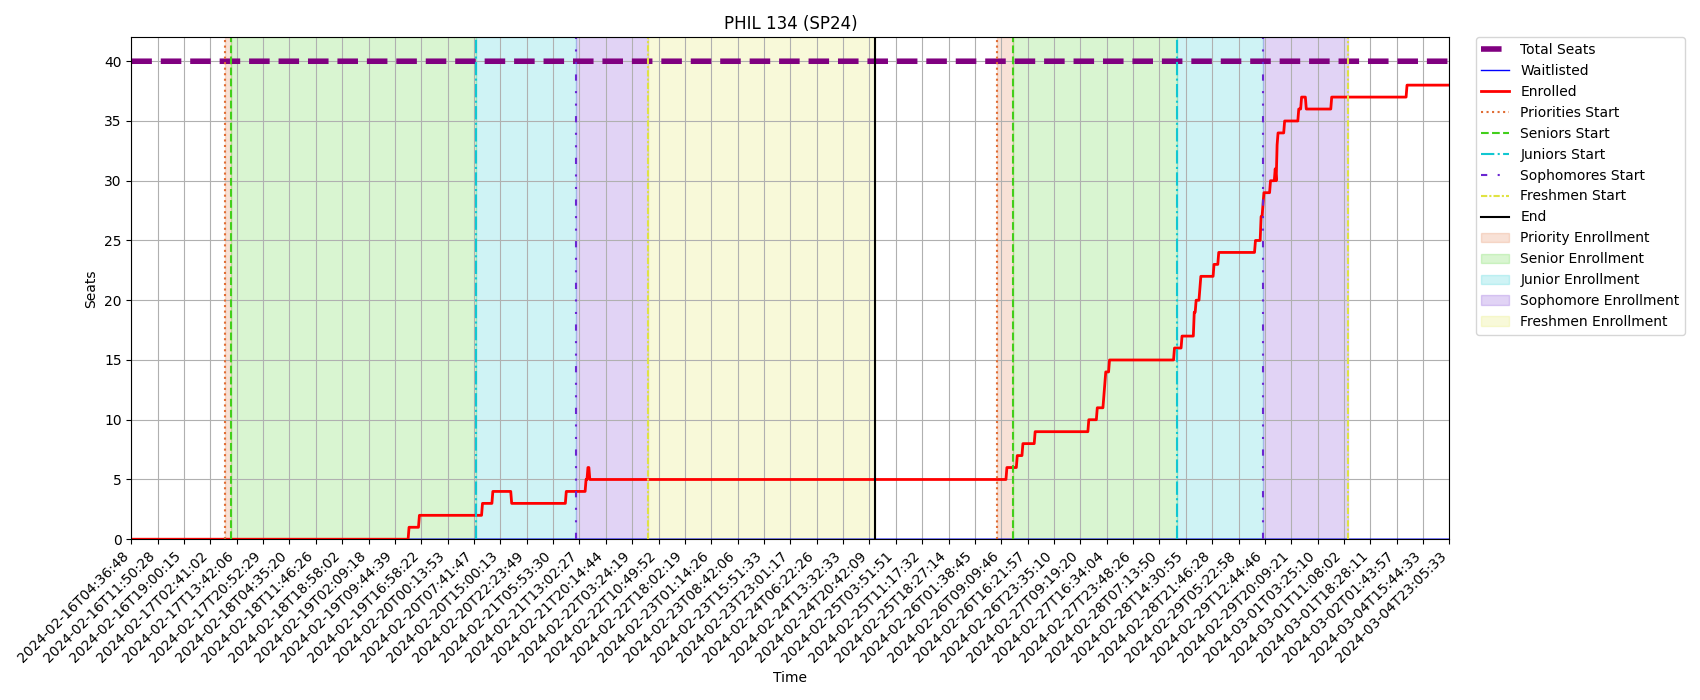 PHIL 134 (SP24)
Seats
40
35
30
25
20
15
10
5
0
2024-02-16T04:36:48
2024-02-16T11:50:28
2024-02-16T19:00:15
2024-02-17T02:41:02
2024-02-17T13:42:06
2024-02-17T20:52:29
2024-02-18T04:35:20
2024-02-18T11:46:26
2024-02-18T18:58:02
2024-02-19T02:09:18
2024-02-19T09:44:39
2024-02-19T16:58:22
2024-02-20T00:13:53
2024-02-20T07:41:47
2024-02-20T15:00:13
2024-02-20T22:23:49
2024-02-21T05:53:30
2024-02-21T13:02:27
2024-02-21T20:14:44
2024-02-22T03:24:19
2024-02-22T10:49:52
2024-02-22T18:02:19
2024-02-23T01:14:26
2024-02-23T08:42:06
2024-02-23T15:51:33
2024-02-23T23:01:17
2024-02-24T06:22:26
2024-02-24T13:32:33
2024-02-24T20:42:09
2024-02-25T03:51:51
2024-02-25T11:17:32
2024-02-25T18:27:14
2024-02-26T01:38:45
2024-02-26T09:09:46
2024-02-26T16:21:57
2024-02-26T23:35:10
2024-02-27T09:19:20
2024-02-27T16:34:04
2024-02-27T23:48:26
2024-02-28T07:13:50
2024-02-28T14:30:55
2024-02-28T21:46:28
2024-02-29T05:22:58
2024-02-29T12:44:46
2024-02-29T20:09:21
2024-03-01T03:25:10
2024-03-01T11:08:02
2024-03-01T18:28:11
2024-03-02T01:43:57
2024-03-04T15:44:33
2024-03-04T23:05:33
Time
Total Seats
Waitlisted
Enrolled
Priorities Start
Seniors Start
Juniors Start
Sophomores Start
Freshmen Start
End
Priority Enrollment
Senior Enrollment
Junior Enrollment
Sophomore Enrollment
Freshmen Enrollment